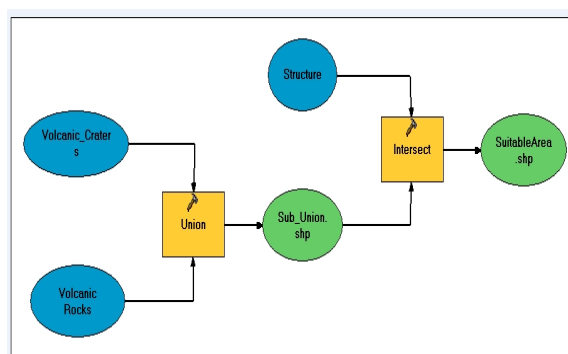 Structure
Volcanic_Crater
s
Intersect
SuitableArea
.shp
Union
Sub_Union.
shp
Volcanic
Rocks